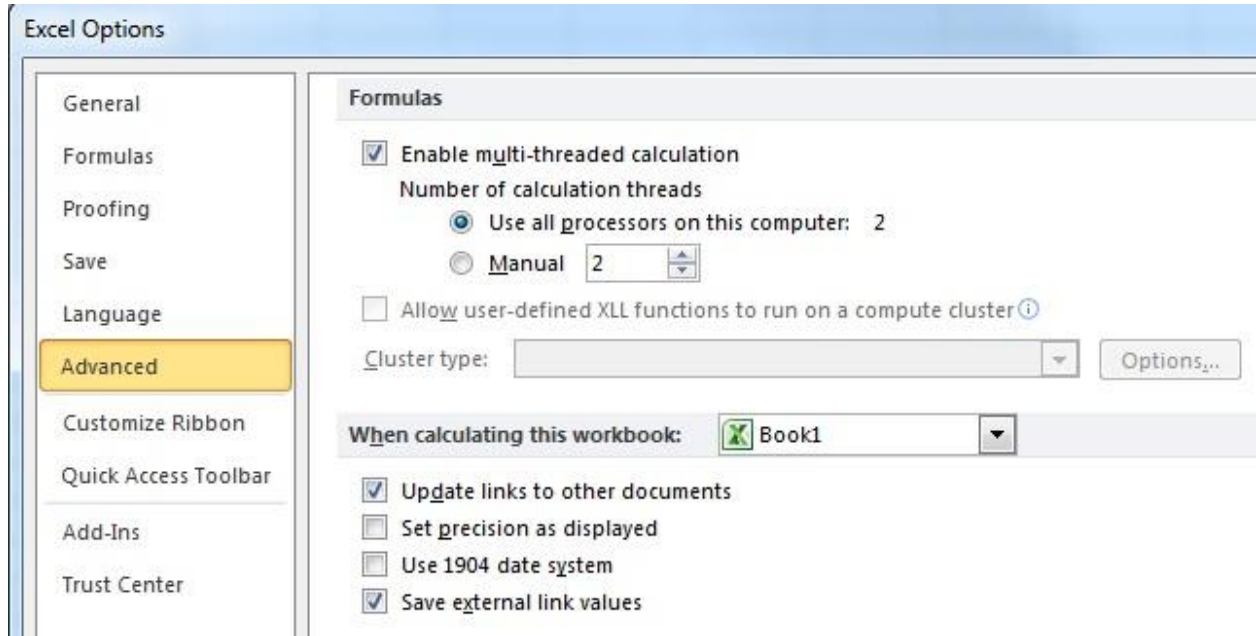 Excel Options
General
Formulas
Proofing
Save
Language
Advanced
Customize Ribbon
Quick Access Toolbar
Add-Ins
Trust Center
Formulas
Enable multi-threaded calculation
Number of calculation threads
Use all processors on this computer: 2
Manual 2
Allow user-defined XLL functions to run on a compute cluster
Cluster type: Options...
When calculating this workbook: Book1
Update links to other documents
Set precision as displayed
Use 1904 date system
Save external link values